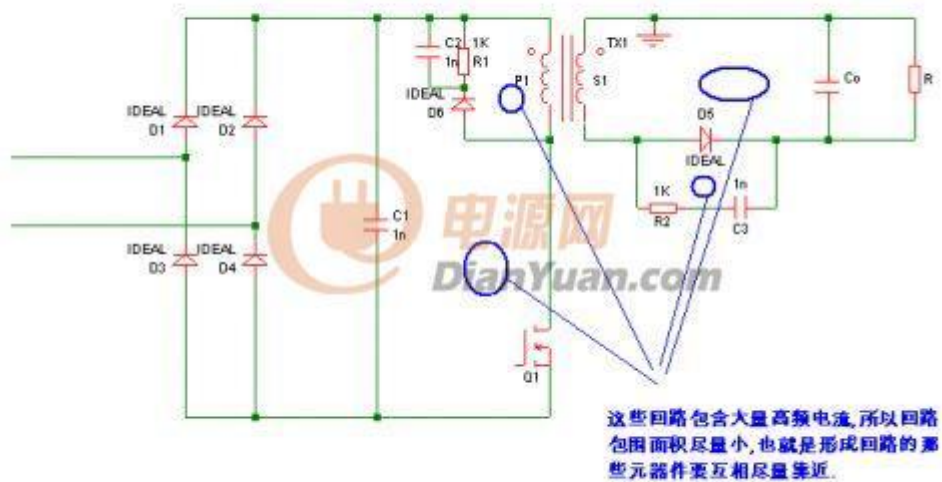 C2 1K
1n R1
TX1
P1
S1
Co
R
IDEAL IDEAL
D1 D2
IDEAL
D6
D5
IDEAL
1K 1n
R2 C3
C1
1n
IDEAL IDEAL
D3 D4
电源网
DianYuan.com
Q1
这些回路包含大量高频电流,所以回路
包围面积尽量小,也就是形成回路的那
些元器件要互相尽量靠近.